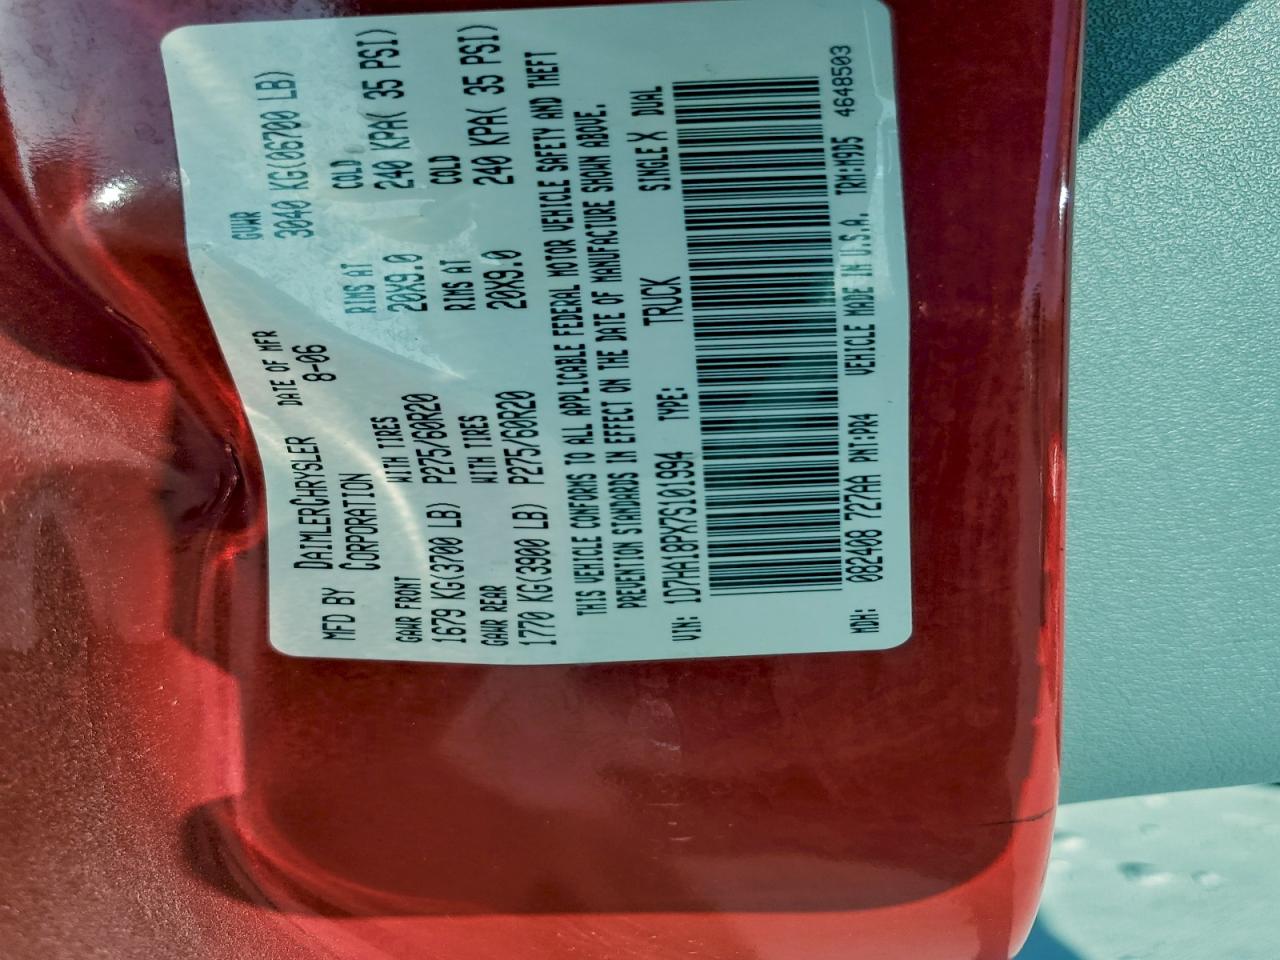 MFD BY DAIMLERCHRYSLER CORPORATION DATE OF MFR 8-06 GVWR 3040 KG(06700 LB)
GAWR FRONT WITH TIRES RIMS AT COLD
1679 KG(3700 LB) P275/60R20 20X9.0 240 KPA( 35 PSI)
GAWR REAR WITH TIRES RIMS AT COLD
1770 KG(3900 LB) P275/60R20 20X9.0 240 KPA( 35 PSI)
THIS VEHICLE CONFORMS TO ALL APPLICABLE FEDERAL MOTOR VEHICLE SAFETY AND THEFT
PREVENTION STANDARDS IN EFFECT ON THE DATE OF MANUFACTURE SHOWN ABOVE.
VIN: 1D7HA18PX7S101994 TYPE: TRUCK SINGLE X DUAL
MDH: 082408 727AA PNT:PR4 VEHICLE MADE IN U.S.A. TRM:M9D5 4648503